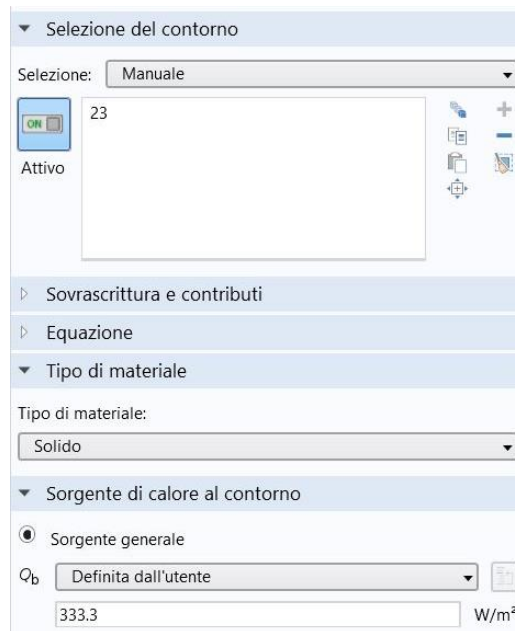 Selezione del contorno
Selezione: Manuale
ON
23
Attivo
Sovrascrittura e contributi
Equazione
Tipo di materiale
Tipo di materiale:
Solido
Sorgente di calore al contorno
Sorgente generale
Qb Definita dall'utente
333.3 W/m²